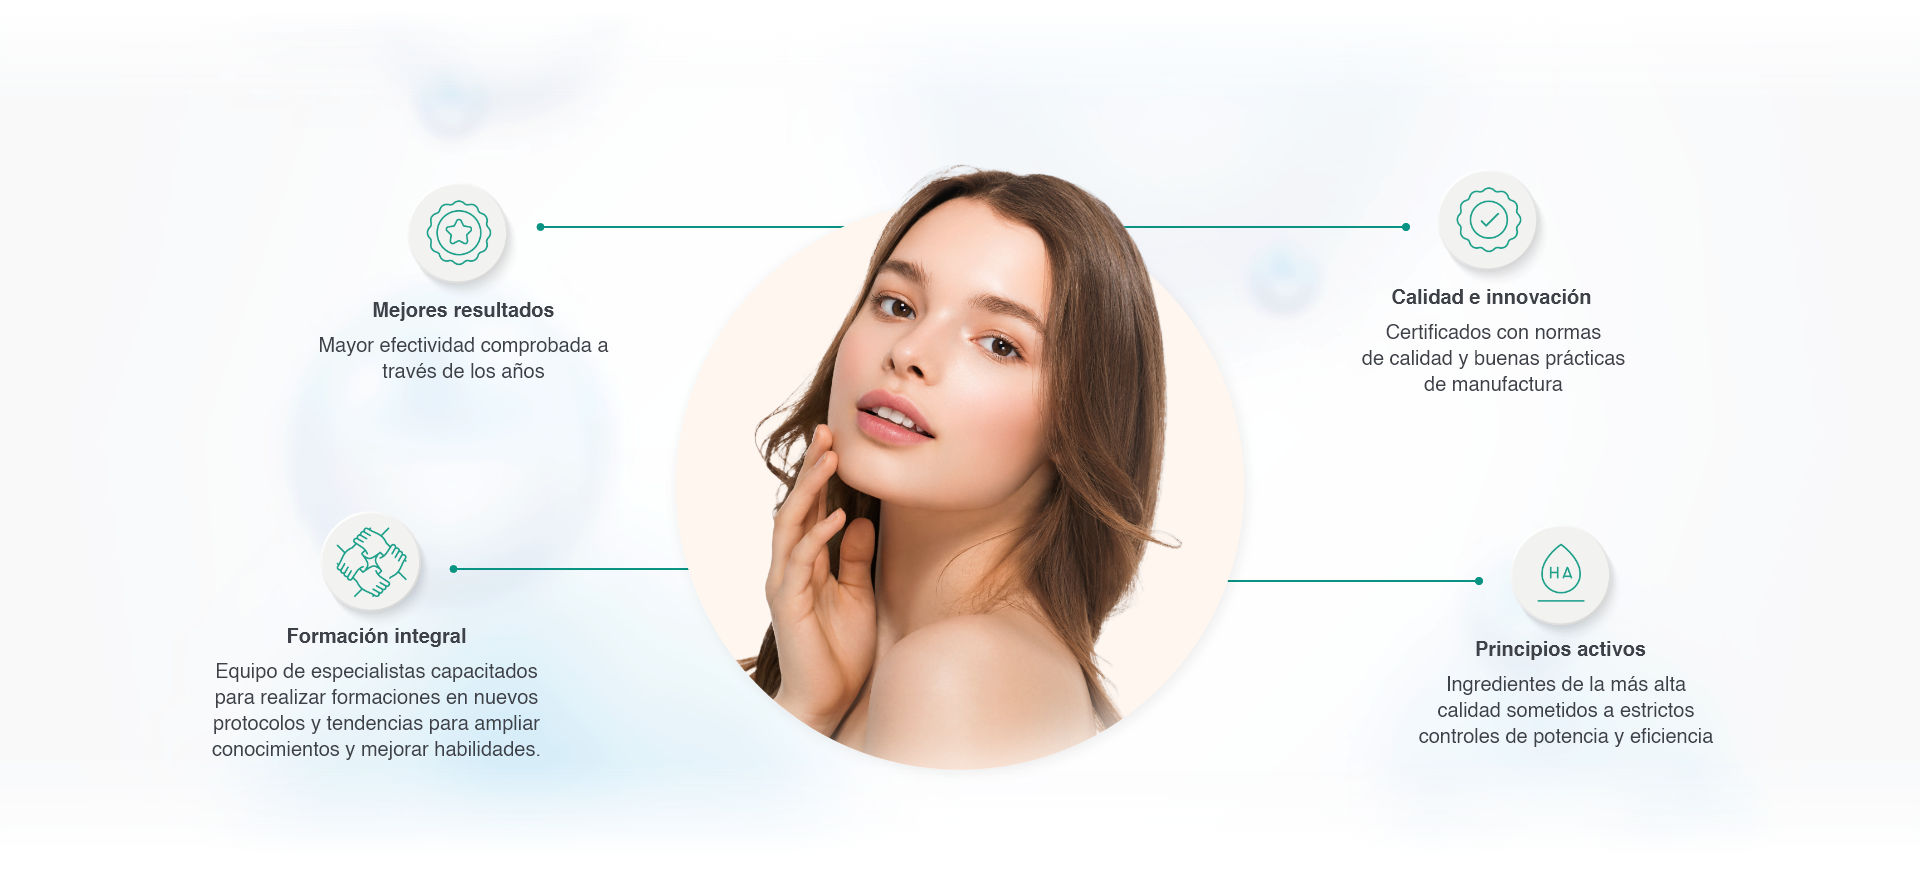 Mejores resultados
Mayor efectividad comprobada a
través de los años
Calidad e innovación
Certificados con normas
de calidad y buenas prácticas
de manufactura
Formación integral
Equipo de especialistas capacitados
para realizar formaciones en nuevos
protocolos y tendencias para ampliar
conocimientos y mejorar habilidades.
HA
Principios activos
Ingredientes de la más alta
calidad sometidos a estrictos
controles de potencia y eficiencia